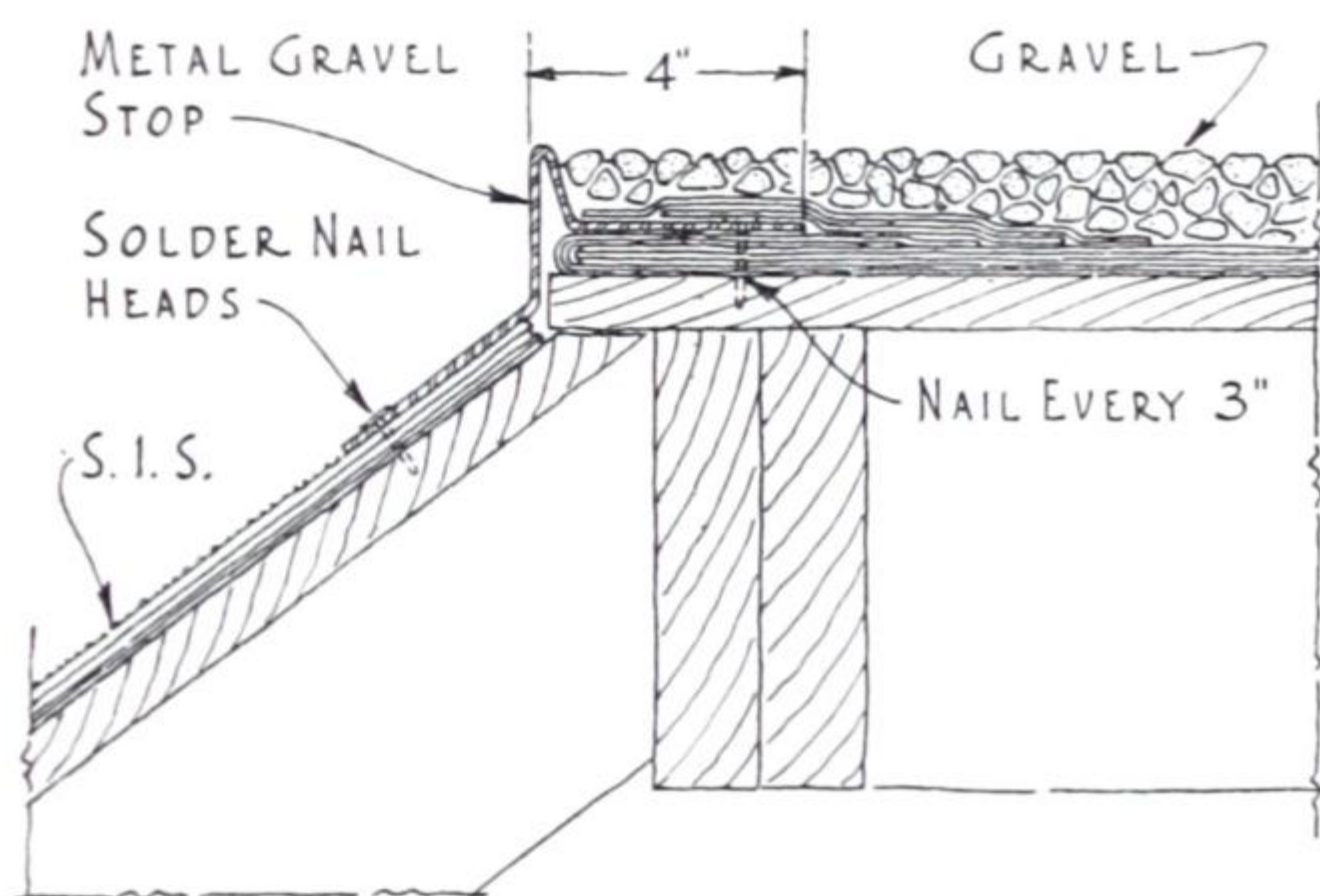 METAL GRAVEL
STOP
4"
GRAVEL
SOLDER NAIL
HEADS
NAIL EVERY 3"
S.I.S.